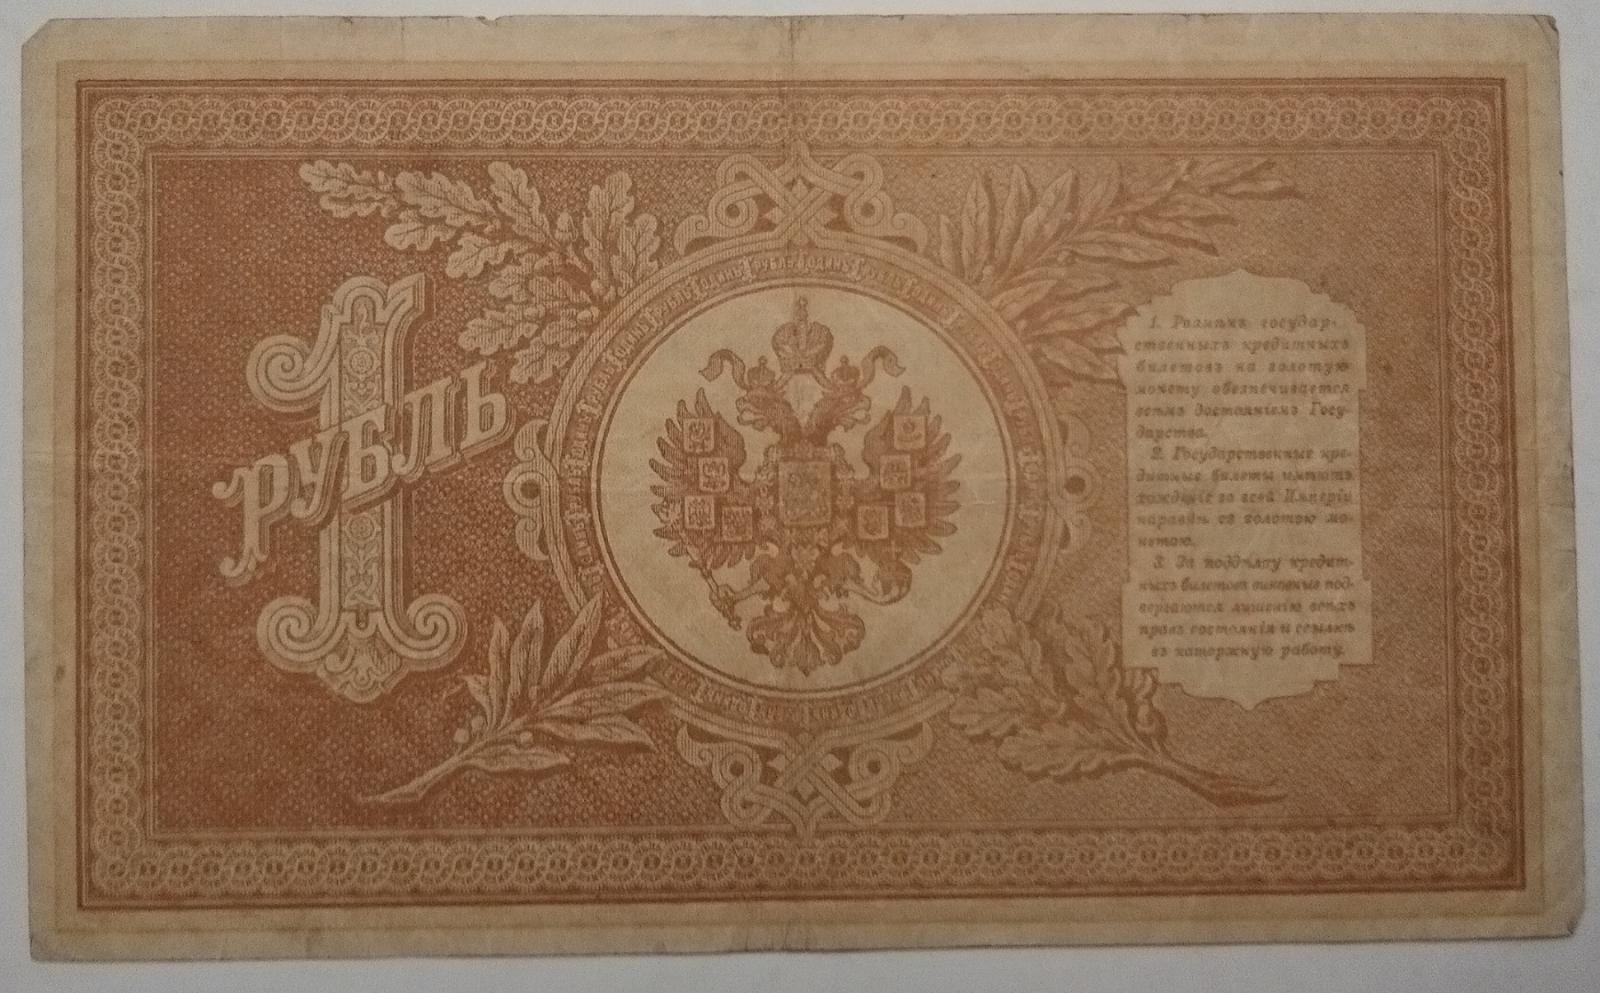 1
рубль
1. Размѣнъ государ-
ственныхъ кредитныхъ
билетовъ на золотую
монету обезпечивается
всѣмъ достояніемъ Госу-
дарства.
2. Государственные кре-
дитные билеты имѣютъ
хожденіе во всей Имперіи
наравнѣ съ золотою мо-
нетою.
3. За поддѣлку кредит-
ныхъ билетовъ виновные под-
вергаются лишенію всѣхъ
правъ состоянія и ссылкѣ
въ каторжную работу.